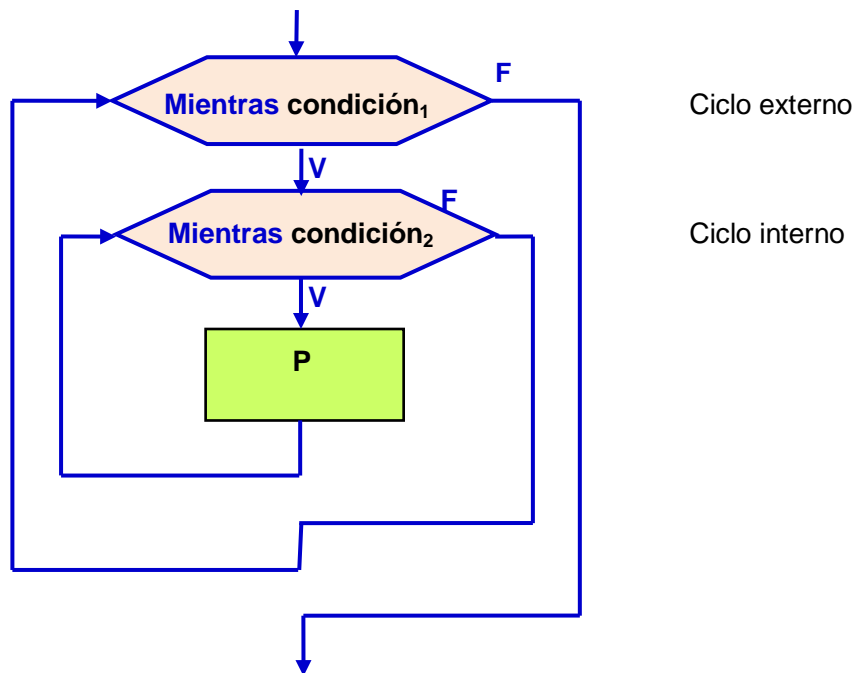 F
Mientras condición₁ Ciclo externo
V
F
Mientras condición₂ Ciclo interno
V
P